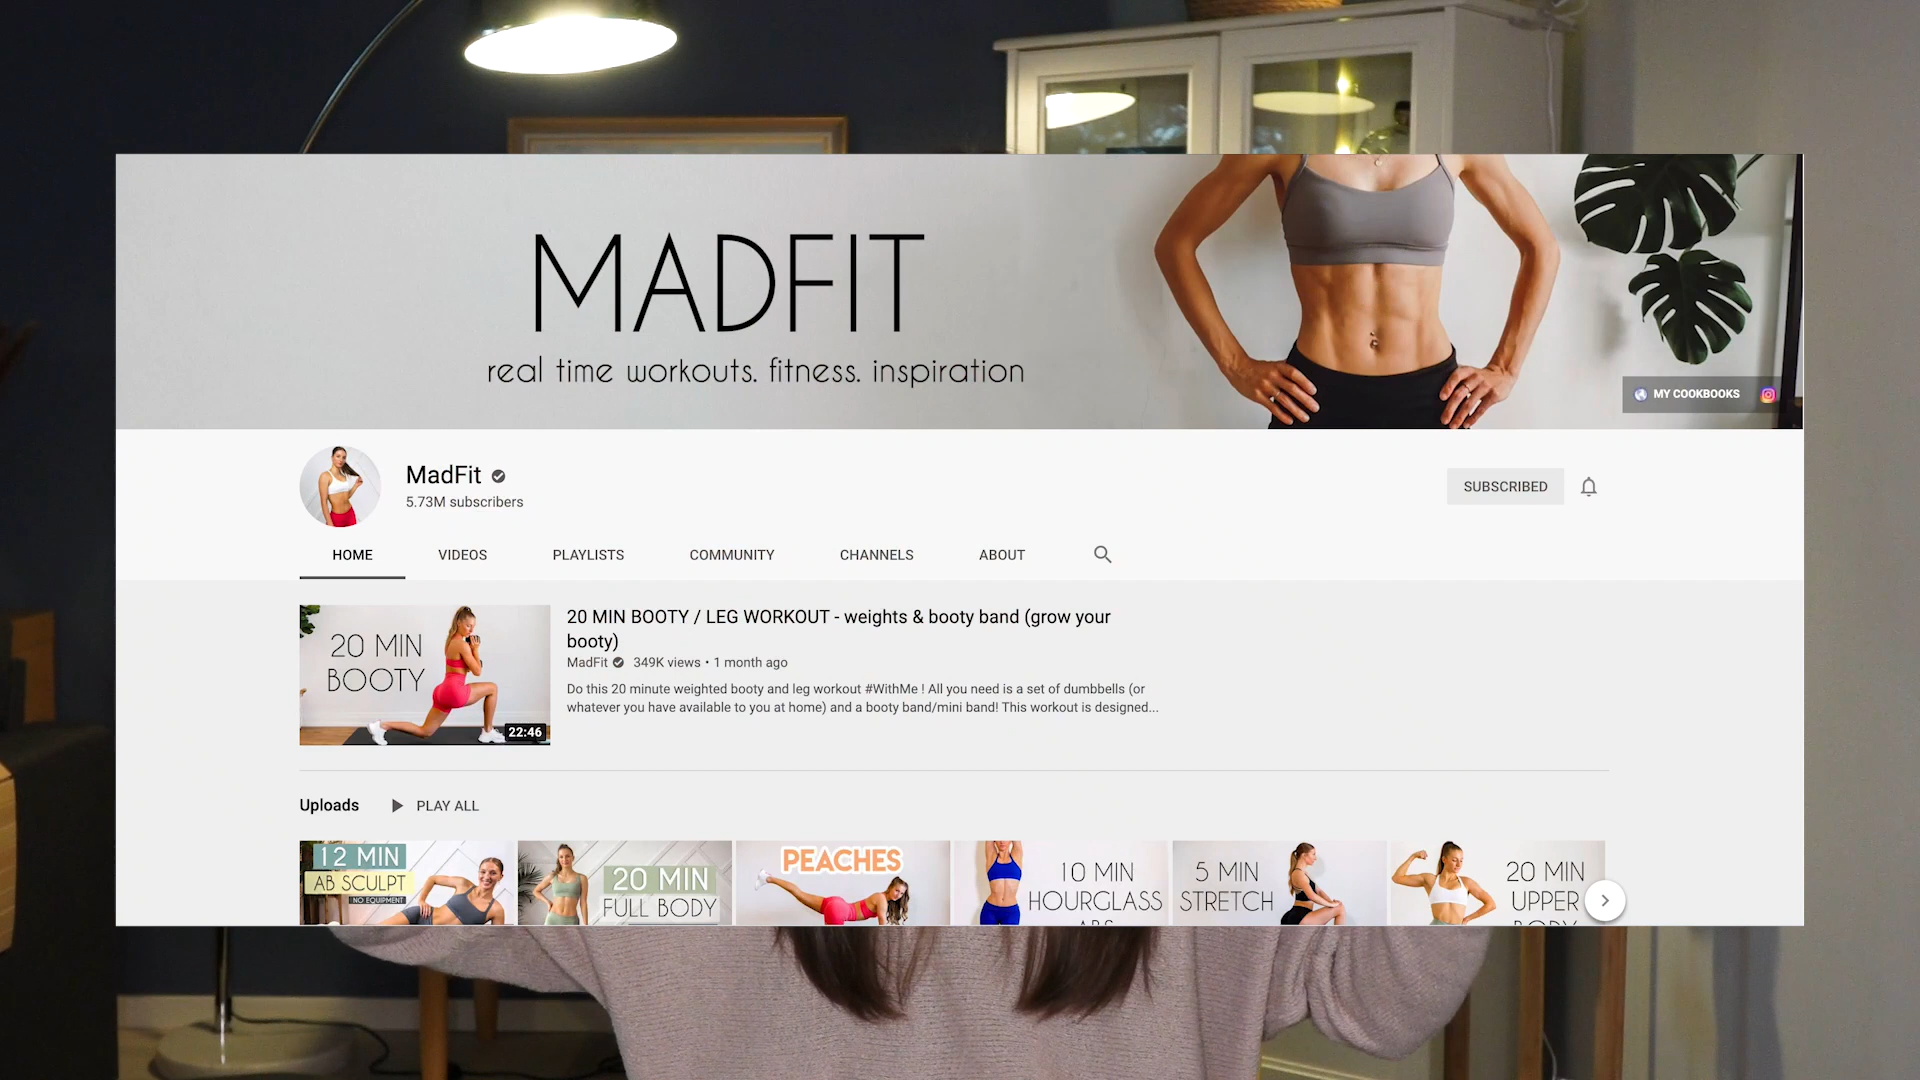 MADFIT
real time workouts. fitness. inspiration
MY COOKBOOKS
MadFit
5.73M subscribers
SUBSCRIBED
HOME
VIDEOS
PLAYLISTS
COMMUNITY
CHANNELS
ABOUT
20 MIN
BOOTY
22:46
20 MIN BOOTY / LEG WORKOUT - weights & booty band (grow your
booty)
MadFit 349K views • 1 month ago
Do this 20 minute weighted booty and leg workout #WithMe ! All you need is a set of dumbbells (or
whatever you have available to you at home) and a booty band/mini band! This workout is designed...
Uploads
PLAY ALL
12 MIN
AB SCULPT
NO EQUIPMENT
20 MIN
FULL BODY
PEACHES
10 MIN
HOURGLASS
ABS
5 MIN
STRETCH
20 MIN
UPPER
BODY